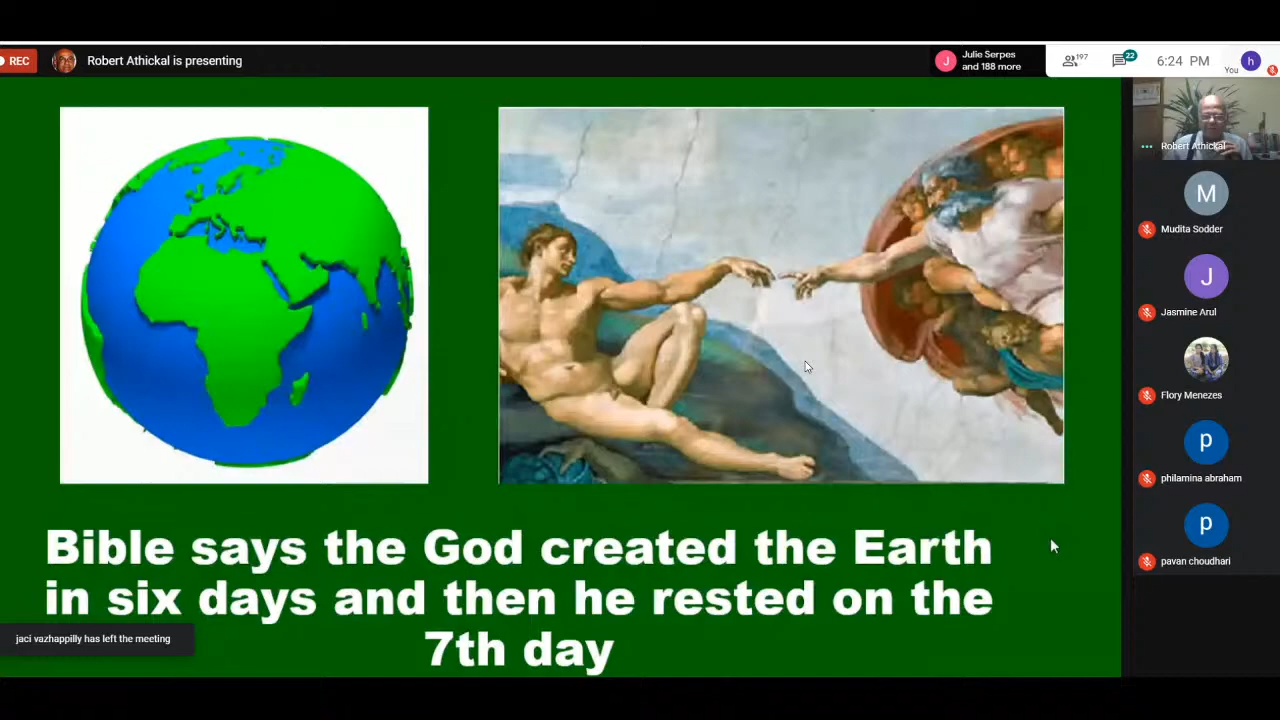 REC
Robert Athickal is presenting
J
Julie Serpes
and 188 more
197
22
6:24 PM
You
h
Robert Athickal
M
Mudita Sodder
J
Jasmine Arul
Flory Menezes
P
philamina abraham
P
pavan choudhari
Bible says the God created the Earth
in six days and then he rested on the
7th day
jaci vazhappilly has left the meeting